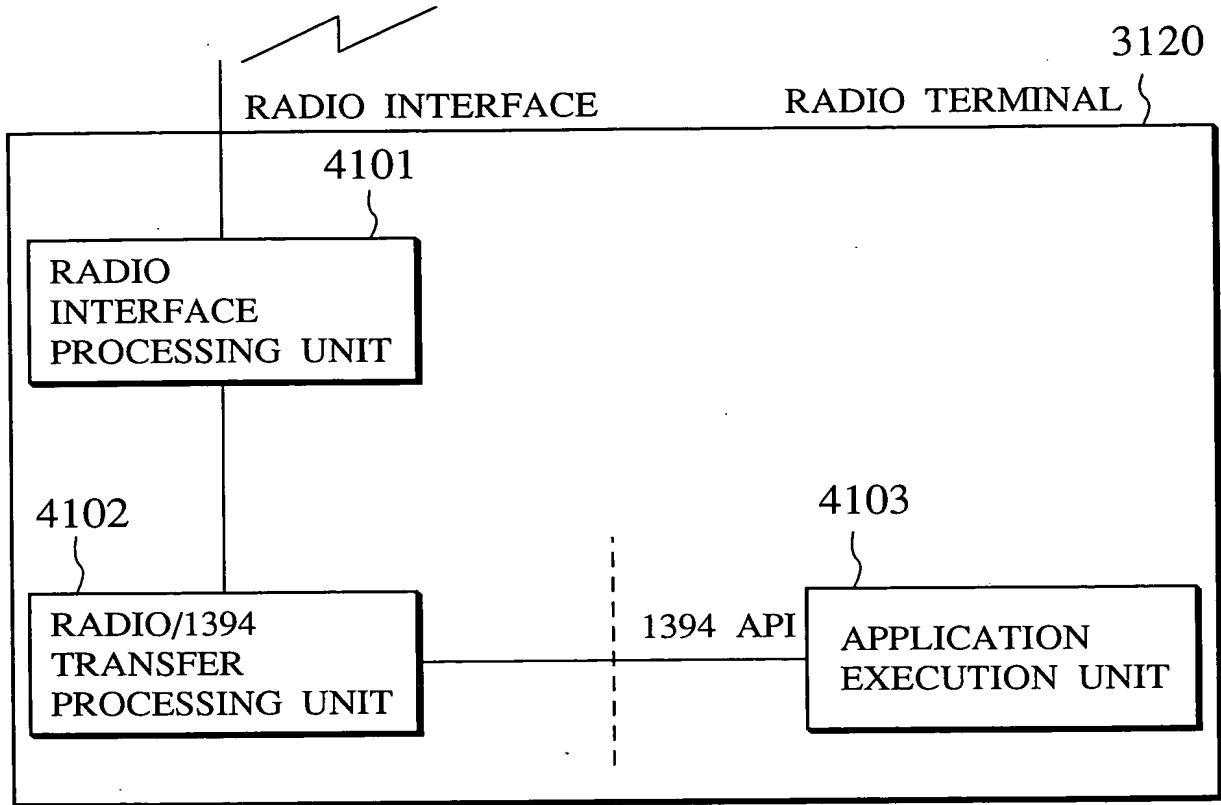 3120
RADIO INTERFACE
RADIO TERMINAL
4101
RADIO
INTERFACE
PROCESSING UNIT
4102
4103
RADIO/1394
TRANSFER
PROCESSING UNIT
1394 API
APPLICATION
EXECUTION UNIT